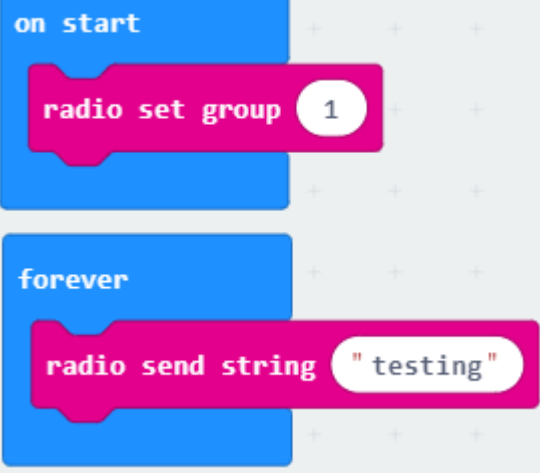 on start
radio set group 1
forever
radio send string "testing"